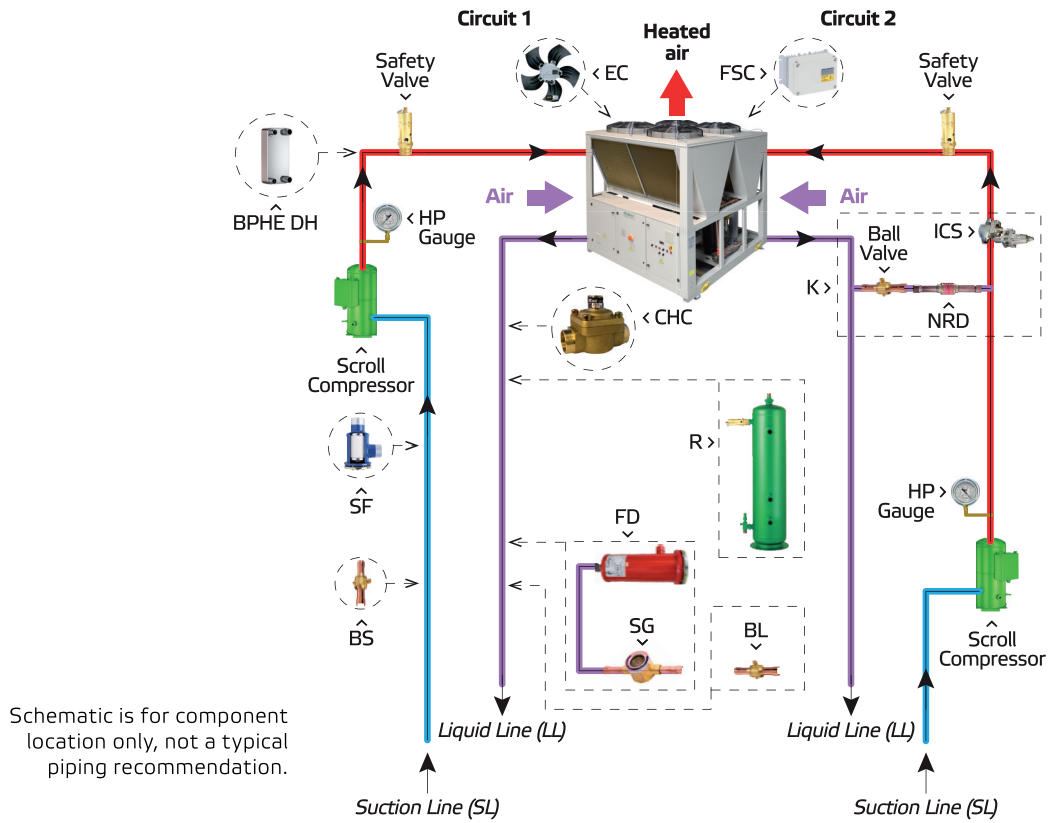 Circuit 1
Circuit 2
Heated
air
Safety
Valve
EC
FSC
Safety
Valve
BPHE DH
HP
Gauge
Air
Air
Ball
Valve
ICS
K
NRD
CHC
Scroll
Compressor
R
SF
HP
Gauge
FD
BS
SG
BL
Scroll
Compressor
Schematic is for component
location only, not a typical
piping recommendation.
Liquid Line (LL)
Liquid Line (LL)
Suction Line (SL)
Suction Line (SL)